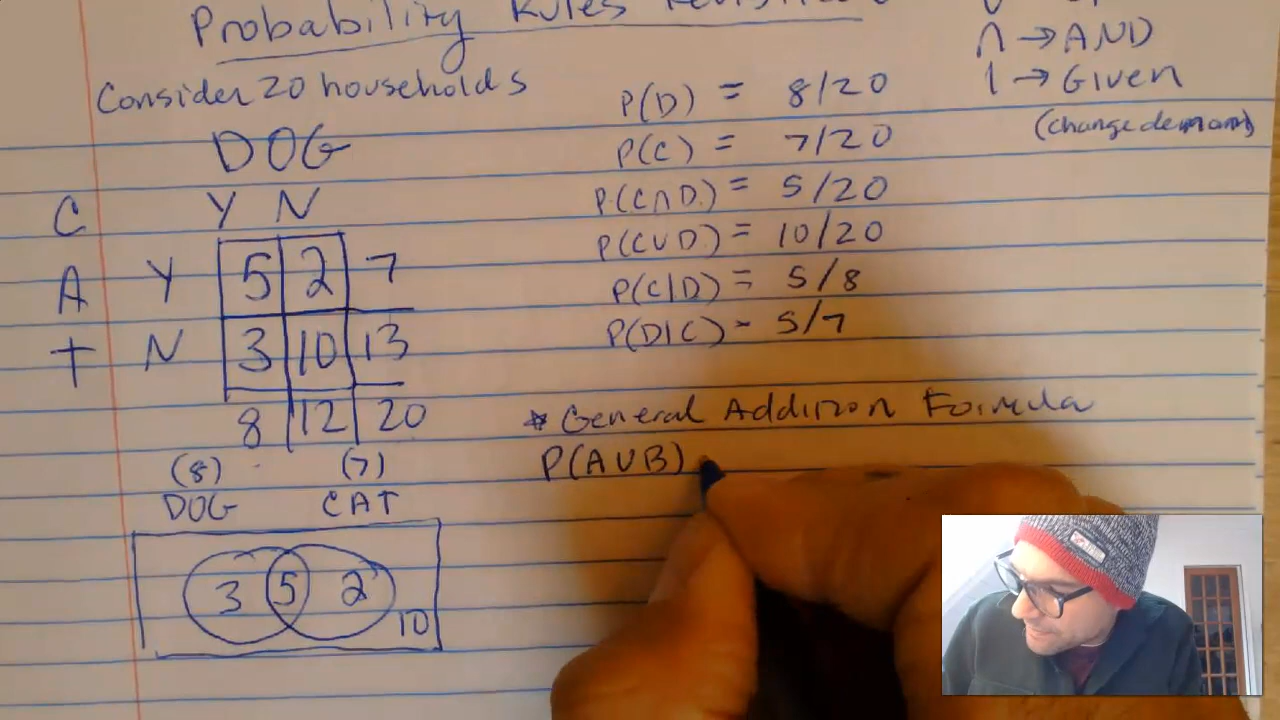 Probability Rules
Consider 20 households
DOG
Y N
C
A
T
Y 5 2 7
N 3 10 13
8 12 20
(8) (7)
DOG CAT
3 5 2
10
∩ → AND
| → Given
(change denom)
P(D) = 8/20
P(C) = 7/20
P(C∩D) = 5/20
P(C∪D) = 10/20
P(C|D) = 5/8
P(D|C) = 5/7
* General Addition Formula
P(A∪B)